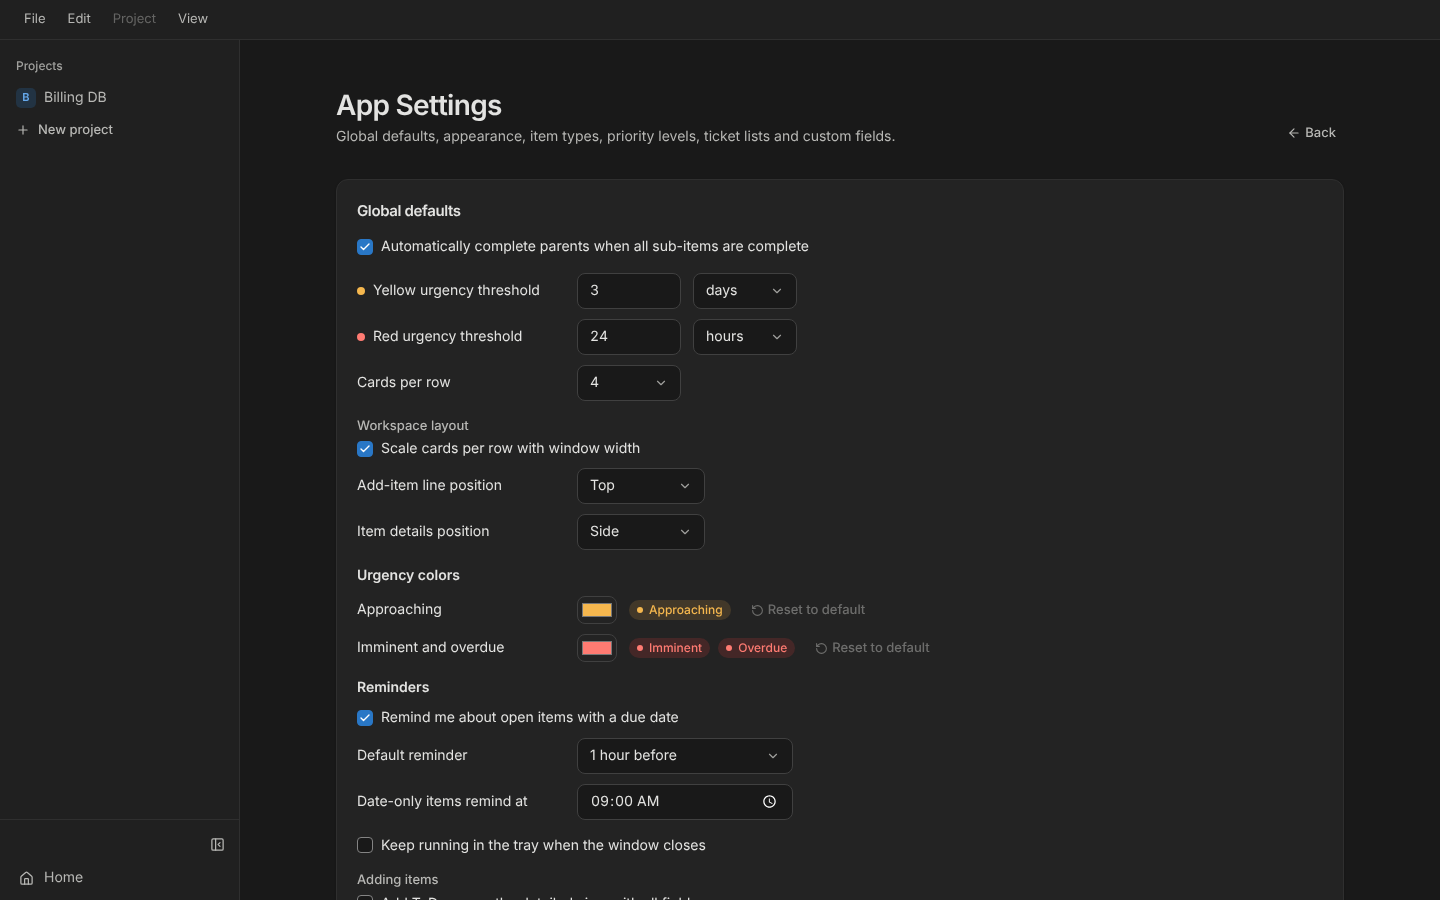 File Edit Project View
Projects
B Billing DB
New project
App Settings
Global defaults, appearance, item types, priority levels, ticket lists and custom fields.
Back
Global defaults
Automatically complete parents when all sub-items are complete
Yellow urgency threshold 3 days
Red urgency threshold 24 hours
Cards per row 4
Workspace layout
Scale cards per row with window width
Add-item line position Top
Item details position Side
Urgency colors
Approaching Approaching Reset to default
Imminent and overdue Imminent Overdue Reset to default
Reminders
Remind me about open items with a due date
Default reminder 1 hour before
Date-only items remind at 09:00 AM
Keep running in the tray when the window closes
Adding items
Home